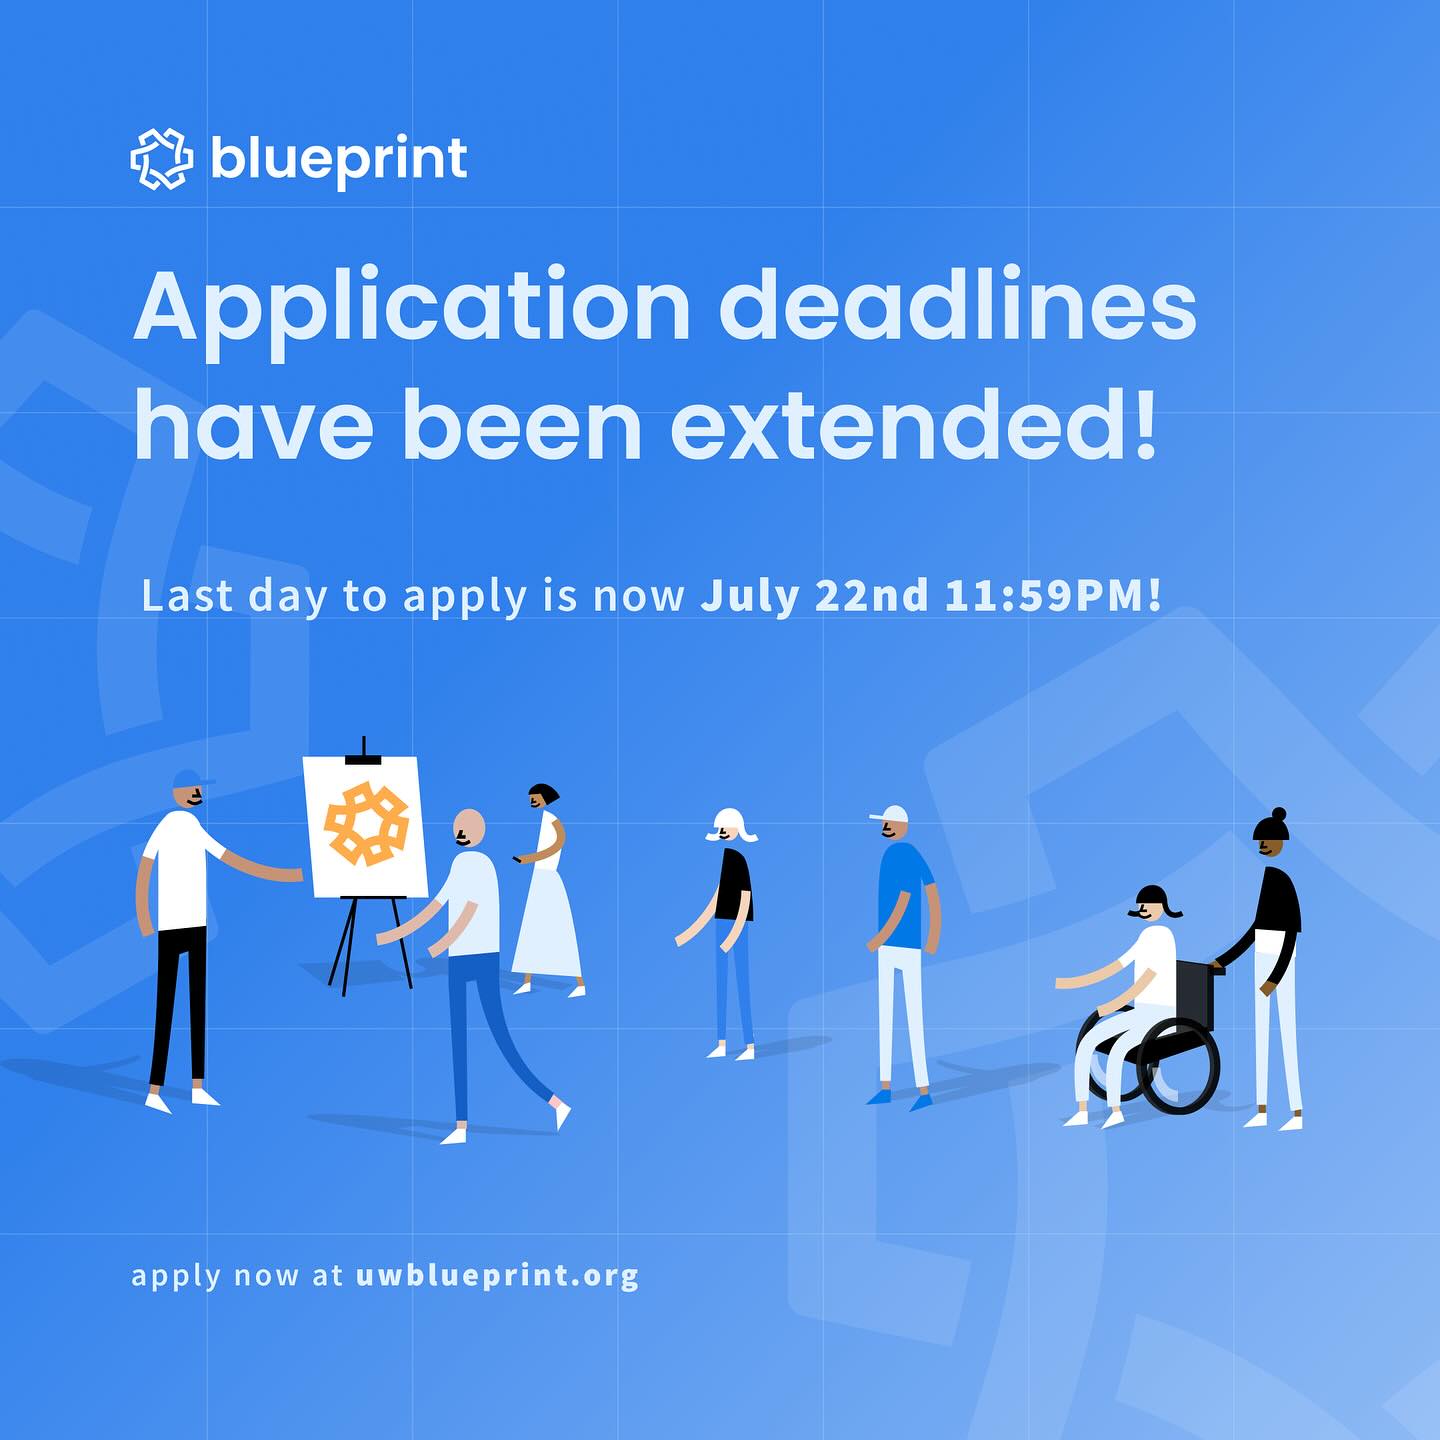 blueprint
Application deadlines
have been extended!
Last day to apply is now July 22nd 11:59PM!
apply now at uwblueprint.org